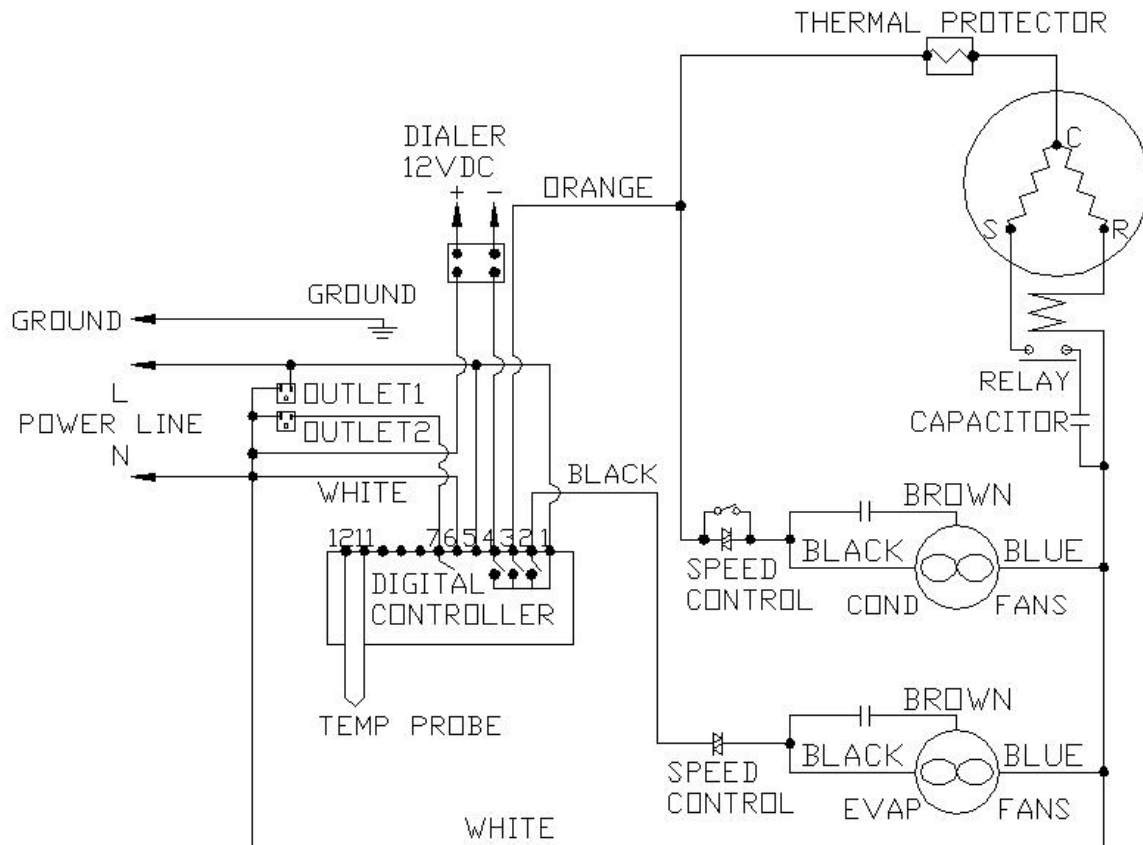 THERMAL PROTECTOR
DIALER
12VDC
+ -
ORANGE
C
S
R
GROUND
GROUND
L
POWER LINE
N
OUTLET1
OUTLET2
RELAY
CAPACITOR
WHITE
BLACK
1211 7654321
DIGITAL
CONTROLLER
TEMP PROBE
SPEED
CONTROL
BROWN
BLACK
BLUE
COND
FANS
SPEED
CONTROL
BROWN
BLACK
BLUE
EVAP
FANS
WHITE